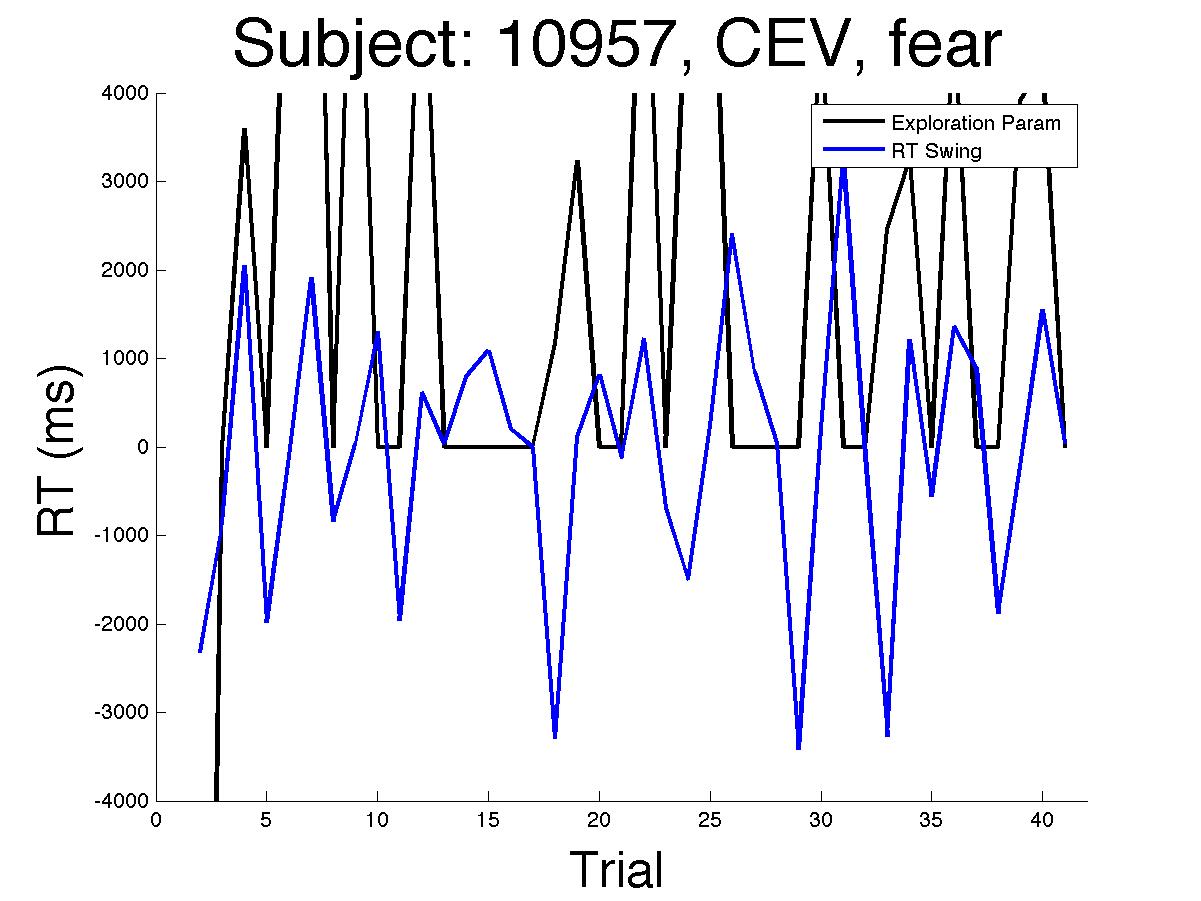 Subject: 10957, CEV, fear
4000
3000
2000
1000
0
-1000
-2000
-3000
-4000
RT (ms)
Exploration Param
RT Swing
0 5 10 15 20 25 30 35 40
Trial